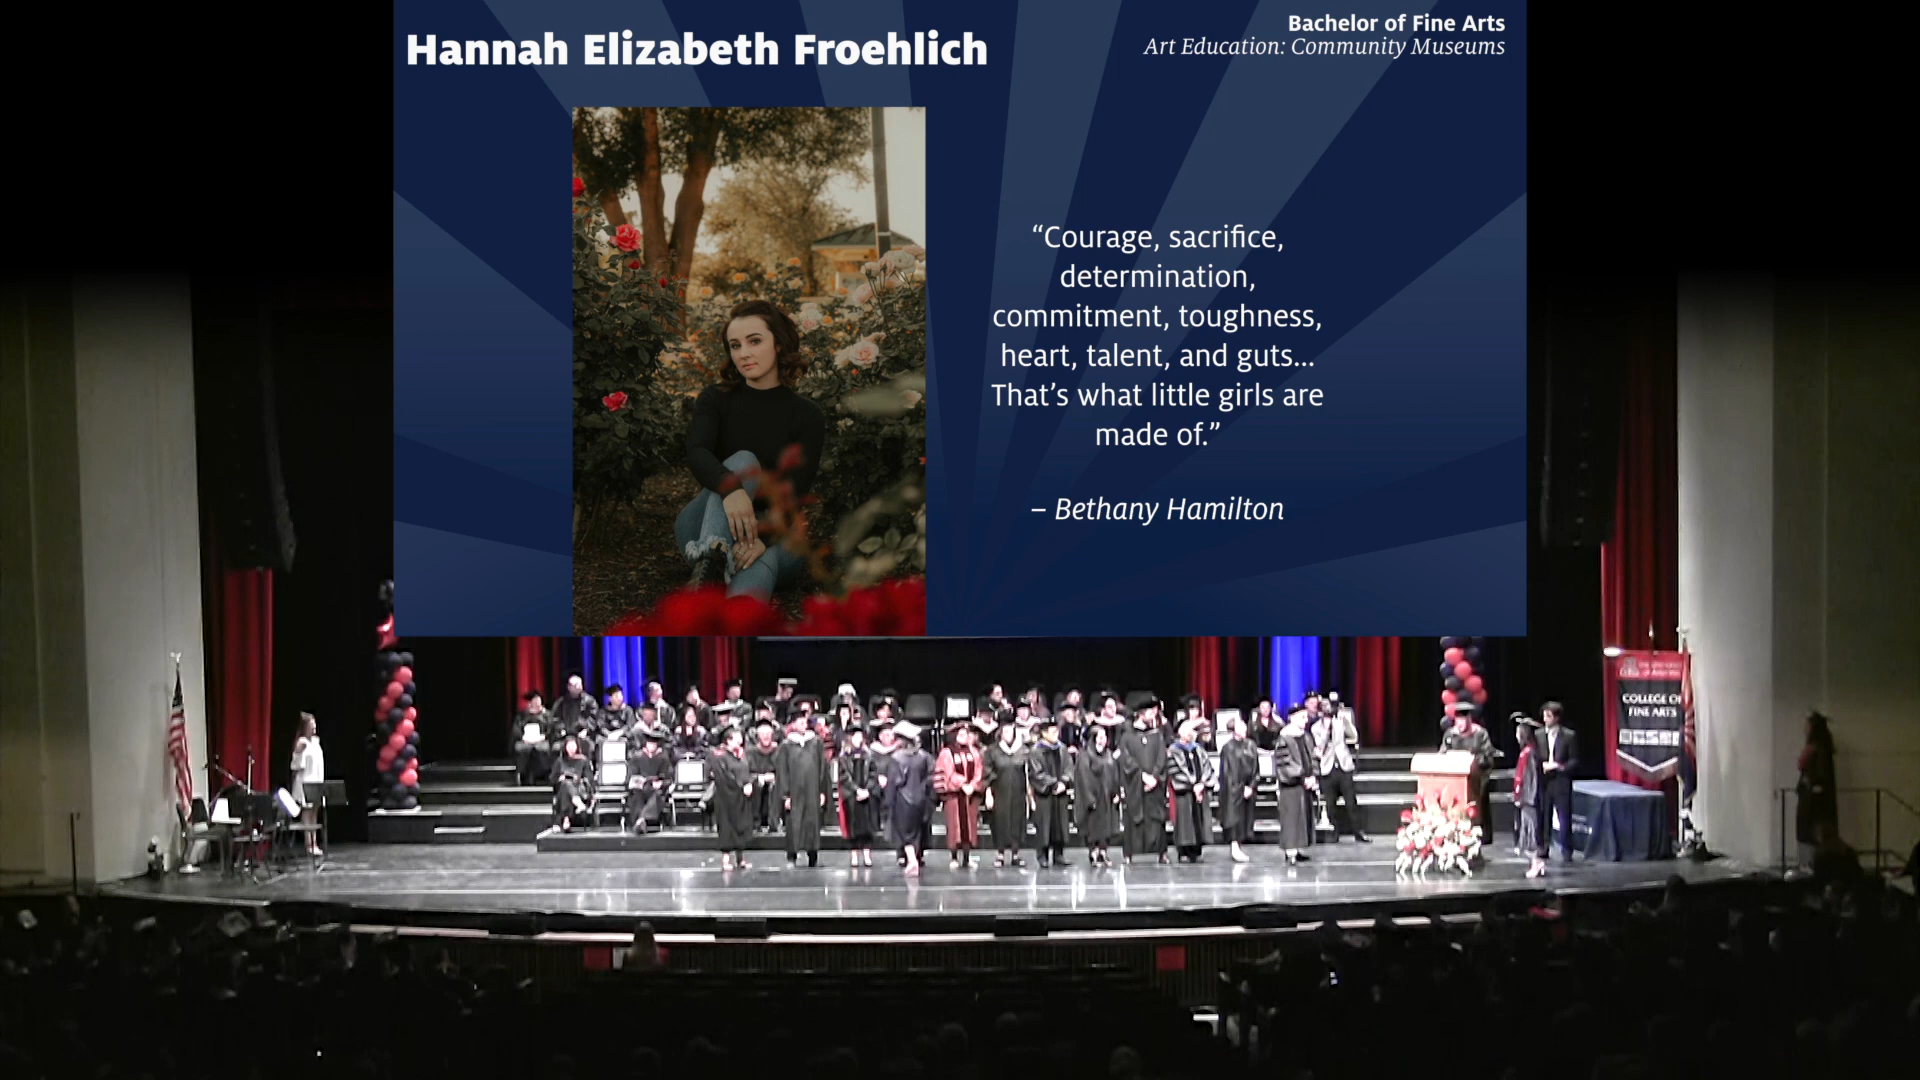 Hannah Elizabeth Froehlich
Bachelor of Fine Arts
Art Education: Community Museums
“Courage, sacrifice,
determination,
commitment, toughness,
heart, talent, and guts...
That’s what little girls are
made of.”
– Bethany Hamilton
COLLEGE OF
FINE ARTS